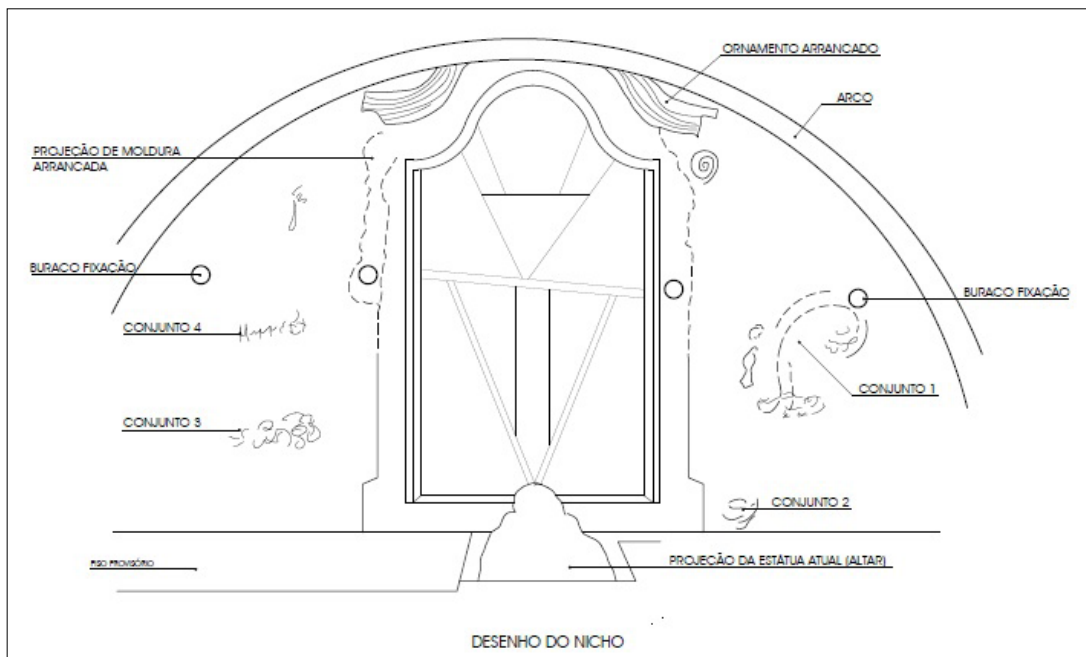 ORNAMENTO ARRANCADO
ARCO
PROJEÇÃO DE MOLDURA
ARRANCADA
BURACO FIXAÇÃO
BURACO FIXAÇÃO
CONJUNTO 4
CONJUNTO 1
CONJUNTO 3
CONJUNTO 2
PISO PROVISÓRIO
PROJEÇÃO DA ESTÁTUA ATUAL (ALTAR)
DESENHO DO NICHO